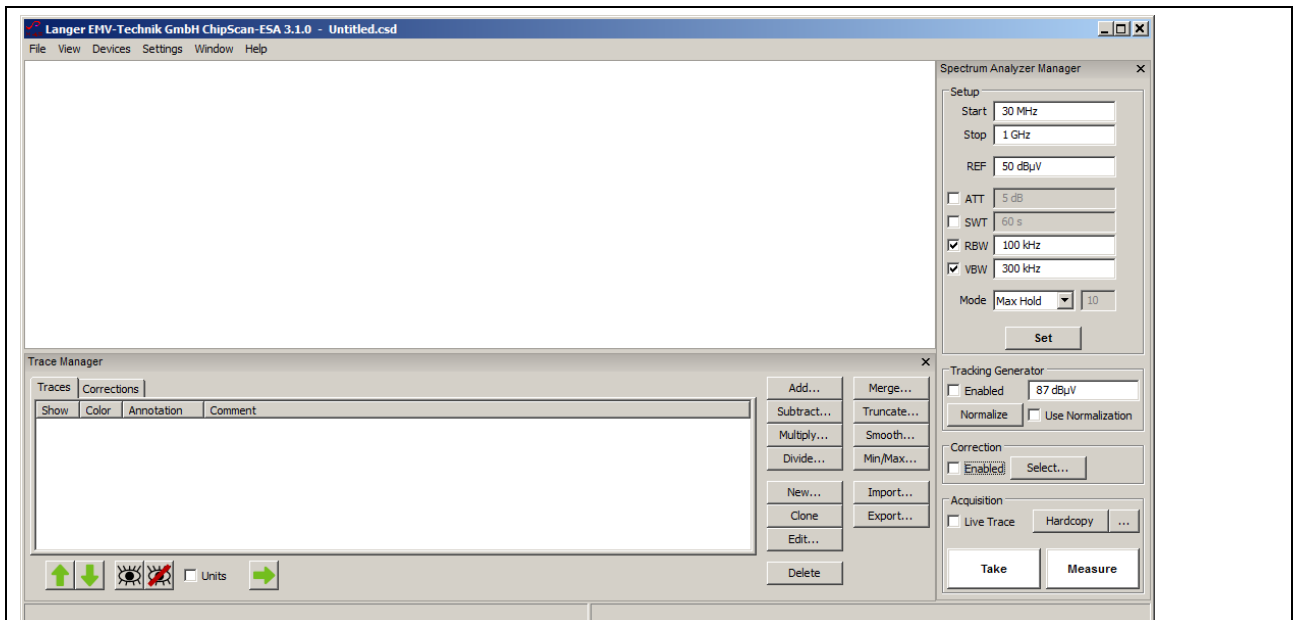 Langer EMV-Technik GmbH ChipScan-ESA 3.1.0 - Untitled.csd
File View Devices Settings Window Help
Spectrum Analyzer Manager
Setup
Start 30 MHz
Stop 1 GHz
REF 50 dBµV
ATT 5 dB
SWT 60 s
RBW 100 kHz
VBW 300 kHz
Mode Max Hold 10
Set
Trace Manager
Traces Corrections
Show Color Annotation Comment
Add... Merge...
Subtract... Truncate...
Multiply... Smooth...
Divide... Min/Max...
New... Import...
Clone Export...
Edit...
Units
Delete
Tracking Generator
Enabled 87 dBµV
Normalize Use Normalization
Correction
Enabled Select...
Acquisition
Live Trace Hardcopy ...
Take Measure